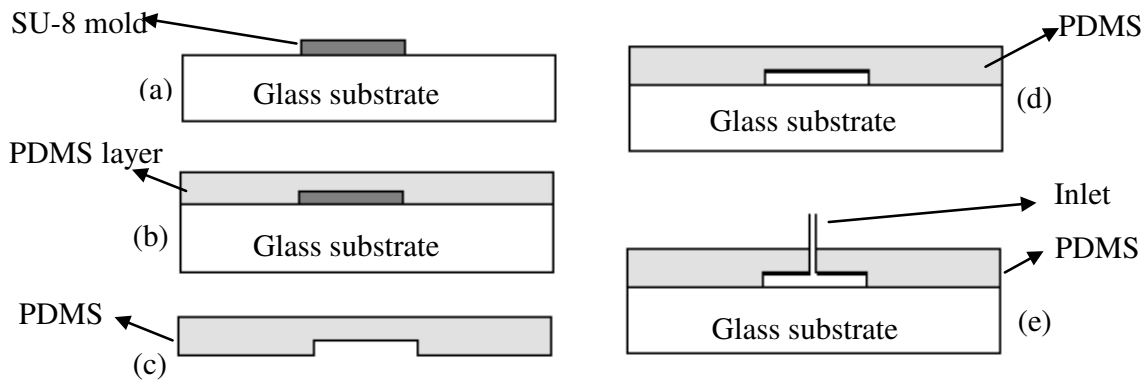 SU-8 mold
(a)
Glass substrate
PDMS layer
(b)
Glass substrate
PDMS
(c)
PDMS
(d)
Glass substrate
Inlet
PDMS
(e)
Glass substrate